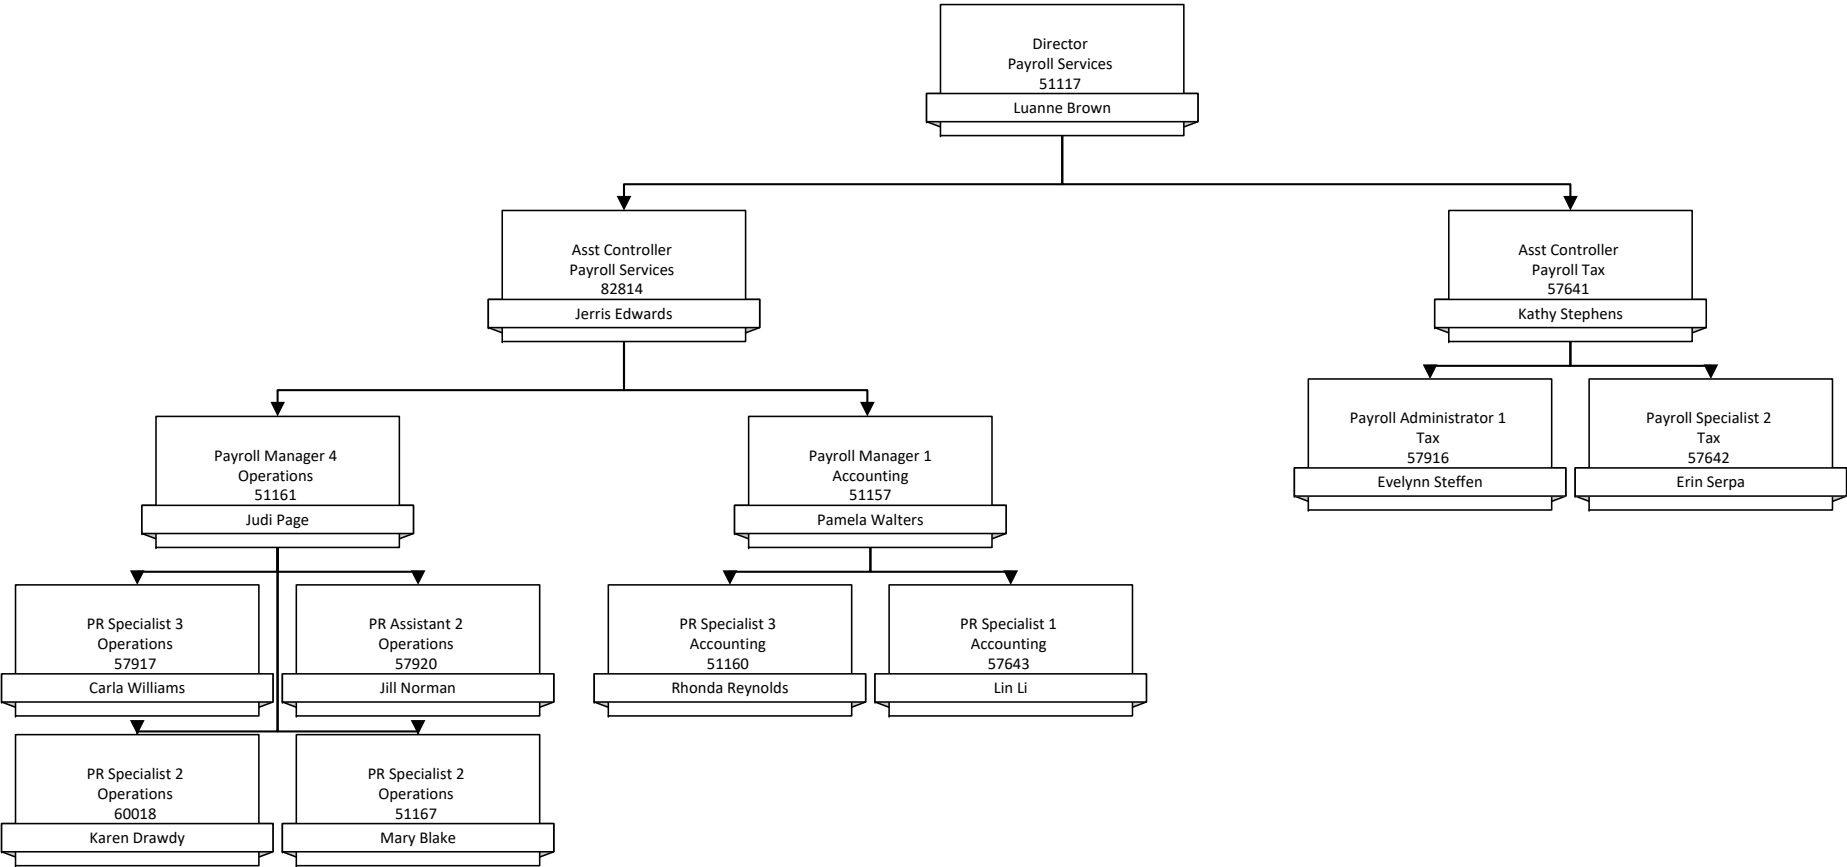 Director
Payroll Services
51117
Luanne Brown
Asst Controller
Payroll Services
82814
Jerris Edwards
Asst Controller
Payroll Tax
57641
Kathy Stephens
Payroll Manager 4
Operations
51161
Judi Page
Payroll Manager 1
Accounting
51157
Pamela Walters
Payroll Administrator 1
Tax
57916
Evelynn Steffen
Payroll Specialist 2
Tax
57642
Erin Serpa
PR Specialist 3
Operations
57917
Carla Williams
PR Assistant 2
Operations
57920
Jill Norman
PR Specialist 3
Accounting
51160
Rhonda Reynolds
PR Specialist 1
Accounting
57643
Lin Li
PR Specialist 2
Operations
60018
Karen Drawdy
PR Specialist 2
Operations
51167
Mary Blake